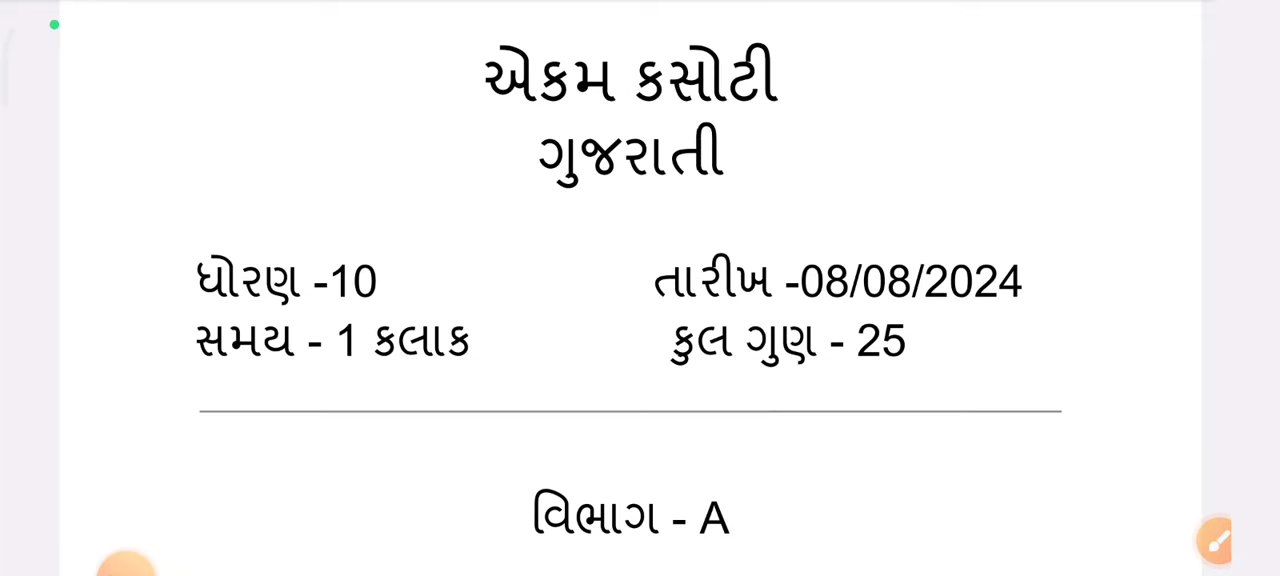 એકમ કસોટી
ગુજરાતી
ધોરણ -10 તારીખ -08/08/2024
સમય - 1 કલાક કુલ ગુણ - 25
વિભાગ - A